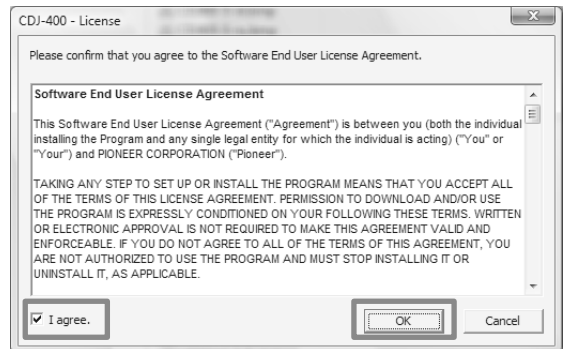 CDJ-400 - License
Please confirm that you agree to the Software End User License Agreement.
Software End User License Agreement
This Software End User License Agreement ("Agreement") is between you (both the individual
installing the Program and any single legal entity for which the individual is acting) ("You" or
"Your") and PIONEER CORPORATION ("Pioneer").
TAKING ANY STEP TO SET UP OR INSTALL THE PROGRAM MEANS THAT YOU ACCEPT ALL
OF THE TERMS OF THIS LICENSE AGREEMENT. PERMISSION TO DOWNLOAD AND/OR USE
THE PROGRAM IS EXPRESSLY CONDITIONED ON YOUR FOLLOWING THESE TERMS. WRITTEN
OR ELECTRONIC APPROVAL IS NOT REQUIRED TO MAKE THIS AGREEMENT VALID AND
ENFORCEABLE. IF YOU DO NOT AGREE TO ALL OF THE TERMS OF THIS AGREEMENT, YOU
ARE NOT AUTHORIZED TO USE THE PROGRAM AND MUST STOP INSTALLING IT OR
UNINSTALL IT, AS APPLICABLE.
I agree.
OK
Cancel